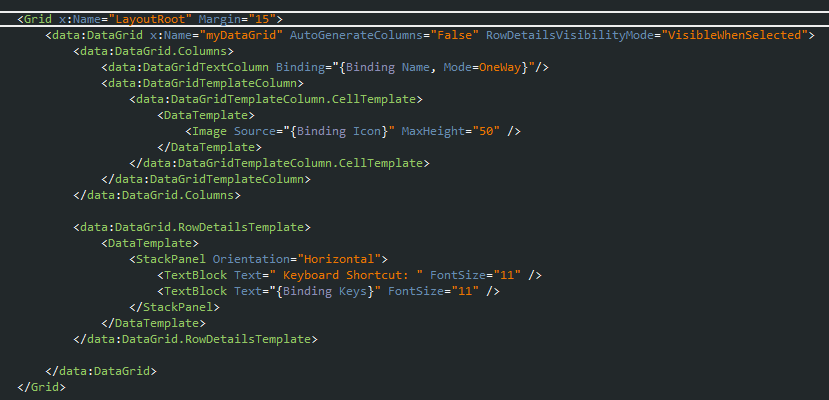 <Grid x:Name="LayoutRoot" Margin="15">
    <data:DataGrid x:Name="myDataGrid" AutoGenerateColumns="False" RowDetailsVisibilityMode="VisibleWhenSelected">
        <data:DataGrid.Columns>
            <data:DataGridTextColumn Binding="{Binding Name, Mode=OneWay}"/>
            <data:DataGridTemplateColumn>
                <data:DataGridTemplateColumn.CellTemplate>
                    <DataTemplate>
                        <Image Source="{Binding Icon}" MaxHeight="50" />
                    </DataTemplate>
                </data:DataGridTemplateColumn.CellTemplate>
            </data:DataGridTemplateColumn>
        </data:DataGrid.Columns>

        <data:DataGrid.RowDetailsTemplate>
            <DataTemplate>
                <StackPanel Orientation="Horizontal">
                    <TextBlock Text=" Keyboard Shortcut: " FontSize="11" />
                    <TextBlock Text="{Binding Keys}" FontSize="11" />
                </StackPanel>
            </DataTemplate>
        </data:DataGrid.RowDetailsTemplate>

    </data:DataGrid>
</Grid>